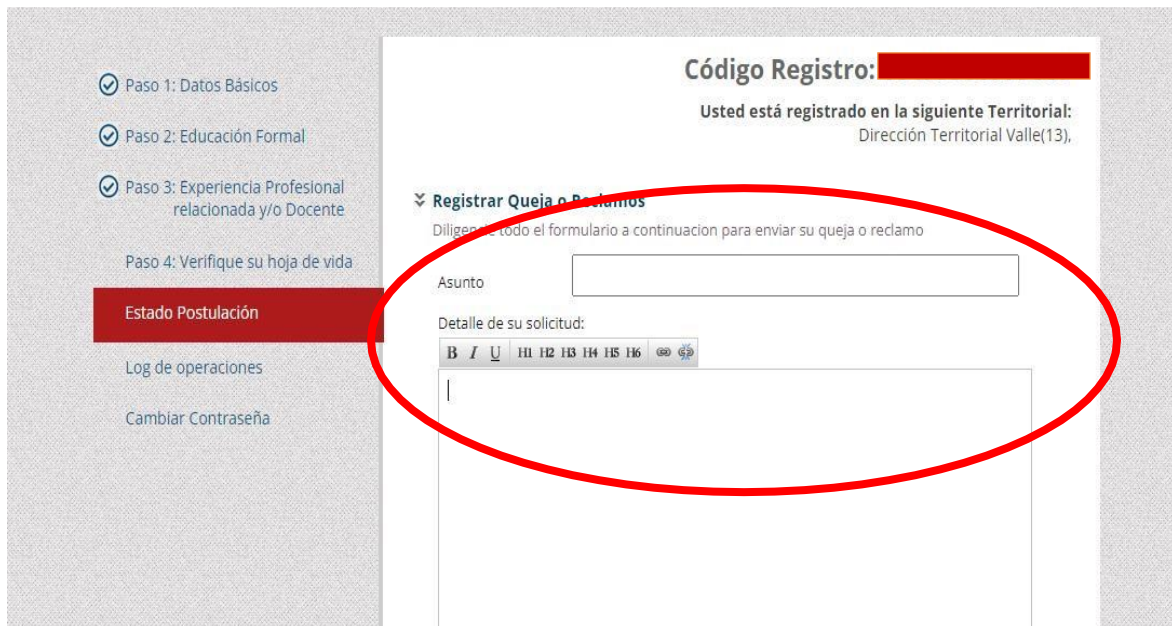 Paso 1: Datos Básicos
Paso 2: Educación Formal
Paso 3: Experiencia Profesional
relacionada y/o Docente
Paso 4: Verifique su hoja de vida
Estado Postulación
Log de operaciones
Cambiar Contraseña
Código Registro:
Usted está registrado en la siguiente Territorial:
Dirección Territorial Valle(13),
Registrar Queja o Reclamos
Diligencie todo el formulario a continuacion para enviar su queja o reclamo
Asunto
Detalle de su solicitud:
B I U H1 H2 H3 H4 H5 H6